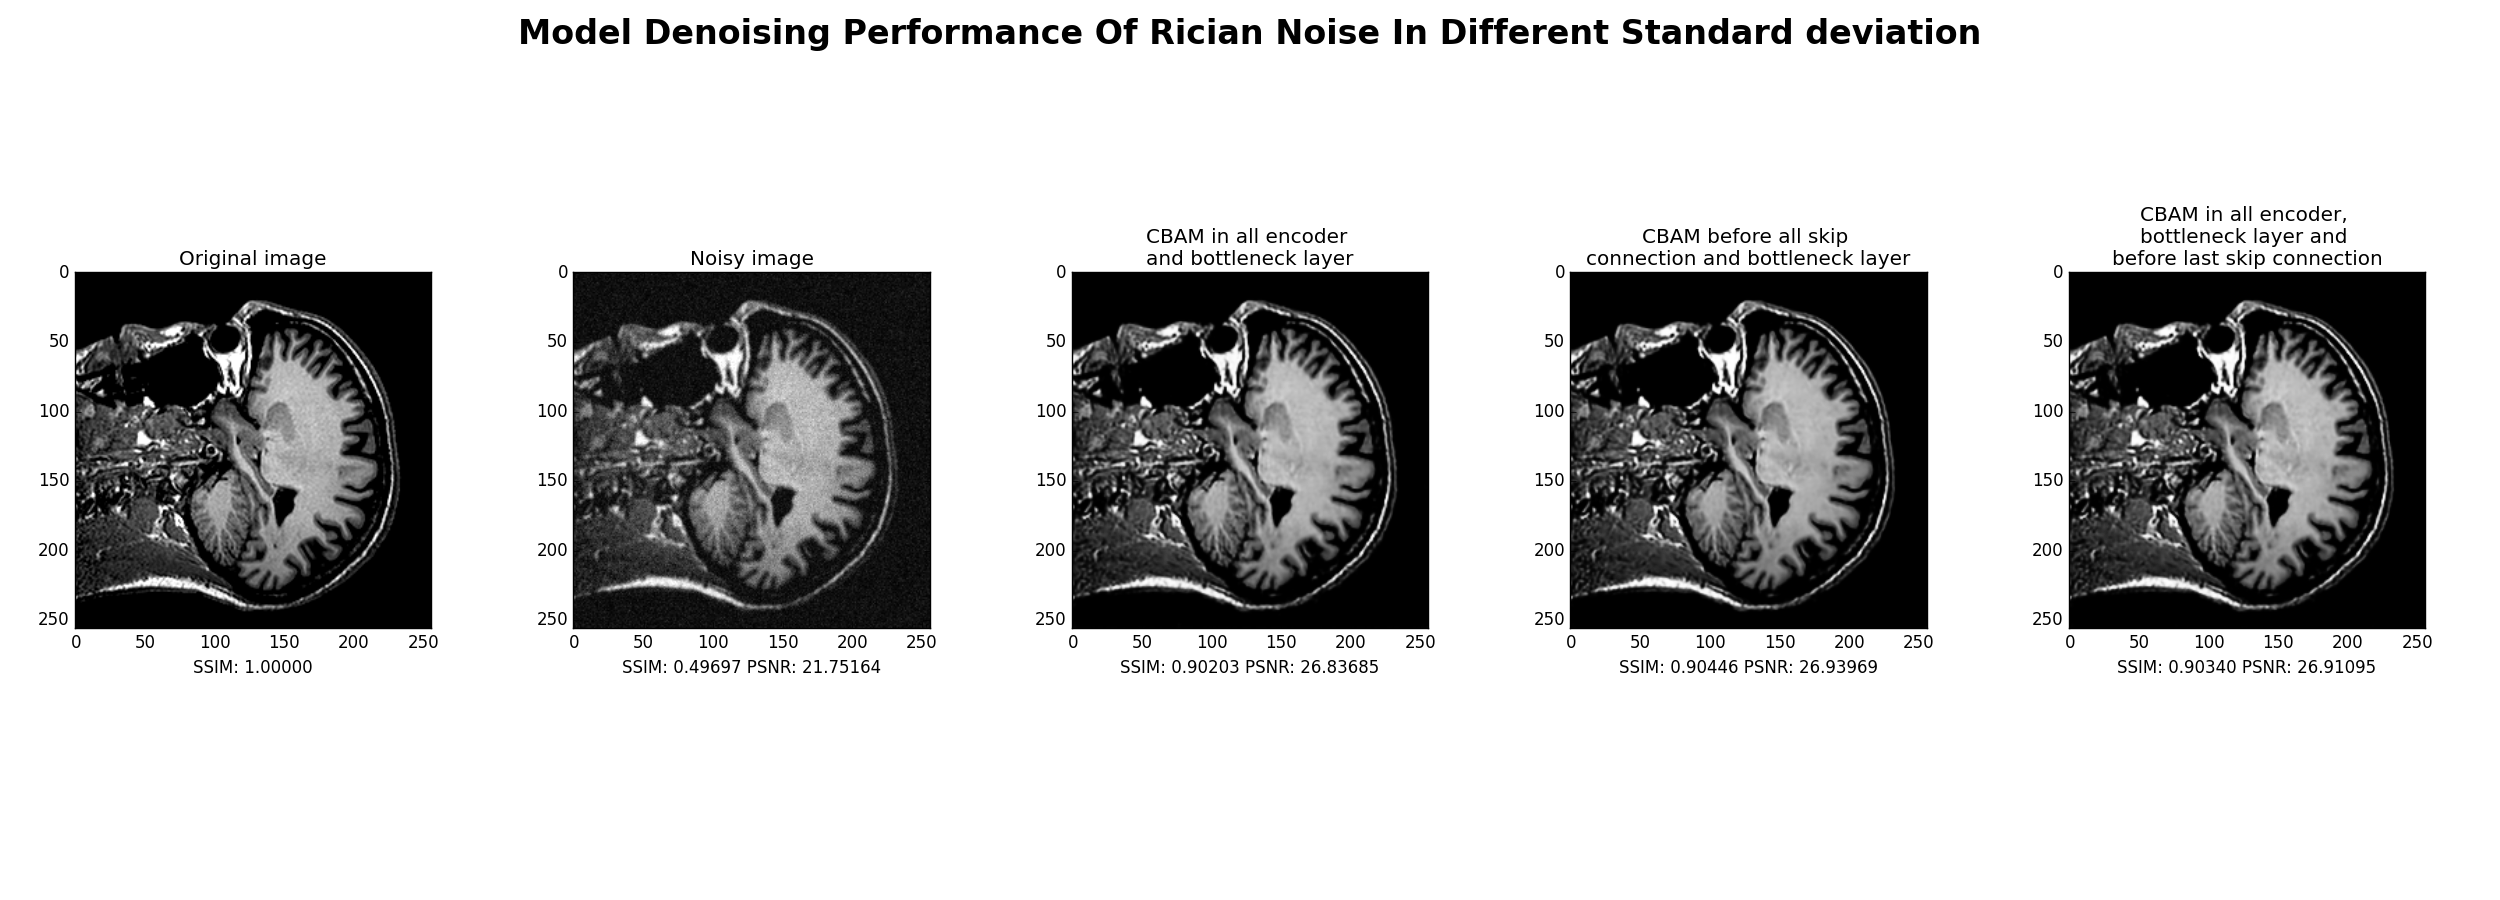 Model Denoising Performance Of Rician Noise In Different Standard deviation
Original image
0
50
100
150
200
250
0 50 100 150 200 250
SSIM: 1.00000
Noisy image
0
50
100
150
200
250
0 50 100 150 200 250
SSIM: 0.49697 PSNR: 21.75164
CBAM in all encoder
and bottleneck layer
0
50
100
150
200
250
0 50 100 150 200 250
SSIM: 0.90203 PSNR: 26.83685
CBAM before all skip
connection and bottleneck layer
0
50
100
150
200
250
0 50 100 150 200 250
SSIM: 0.90446 PSNR: 26.93969
CBAM in all encoder,
bottleneck layer and
before last skip connection
0
50
100
150
200
250
0 50 100 150 200 250
SSIM: 0.90340 PSNR: 26.91095